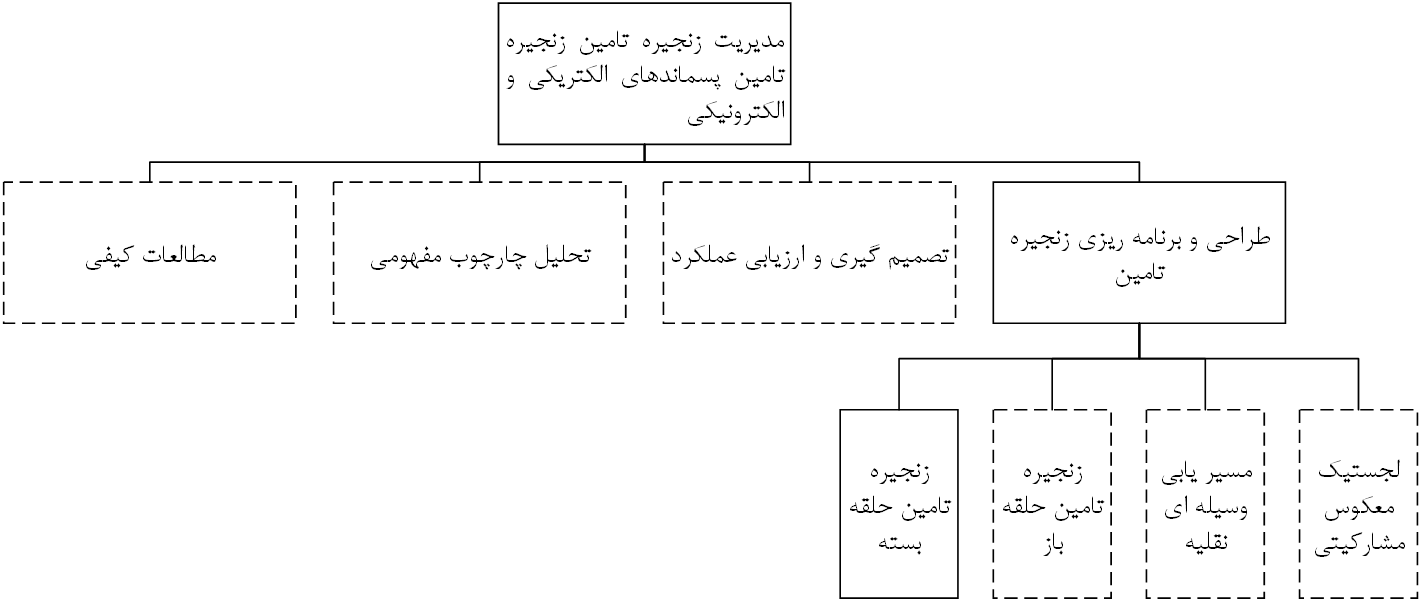 مدیریت زنجیره تامین زنجیره
تامین پسماندهای الکتریکی و
الکترونیکی
طراحی و برنامه ریزی زنجیره
تامین
تصمیم گیری و ارزیابی عملکرد
تحلیل چارچوب مفهومی
مطالعات کیفی
لجستیک
معکوس
مشارکیتی
مسیر یابی
وسیله ای
نقلیه
زنجیره
تامین حلقه
باز
زنجیره
تامین حلقه
بسته